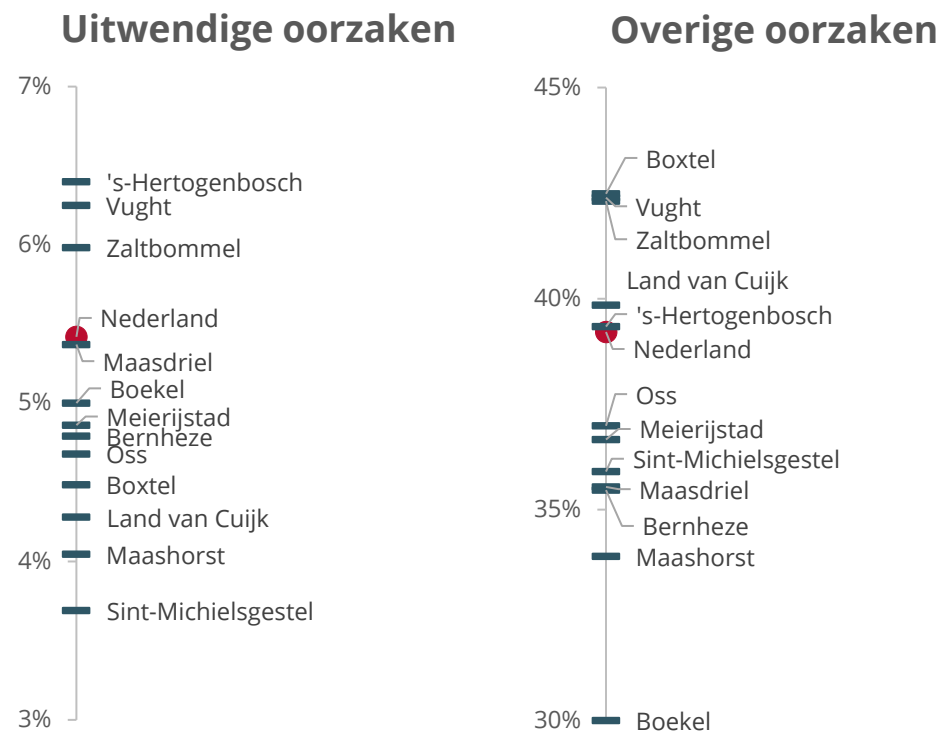 Uitwendige oorzaken
7%
's-Hertogenbosch
Vught
6%
Zaltbommel
Nederland
Maasdriel
Boekel
5%
Meierijstad
Bernheze
Oss
Boxtel
Land van Cuijk
Maashorst
4%
Sint-Michielsgestel
3%
Overige oorzaken
45%
Boxtel
Vught
Zaltbommel
Land van Cuijk
40%
's-Hertogenbosch
Nederland
Oss
Meierijstad
Sint-Michielsgestel
Maasdriel
35%
Bernheze
Maashorst
30%
Boekel